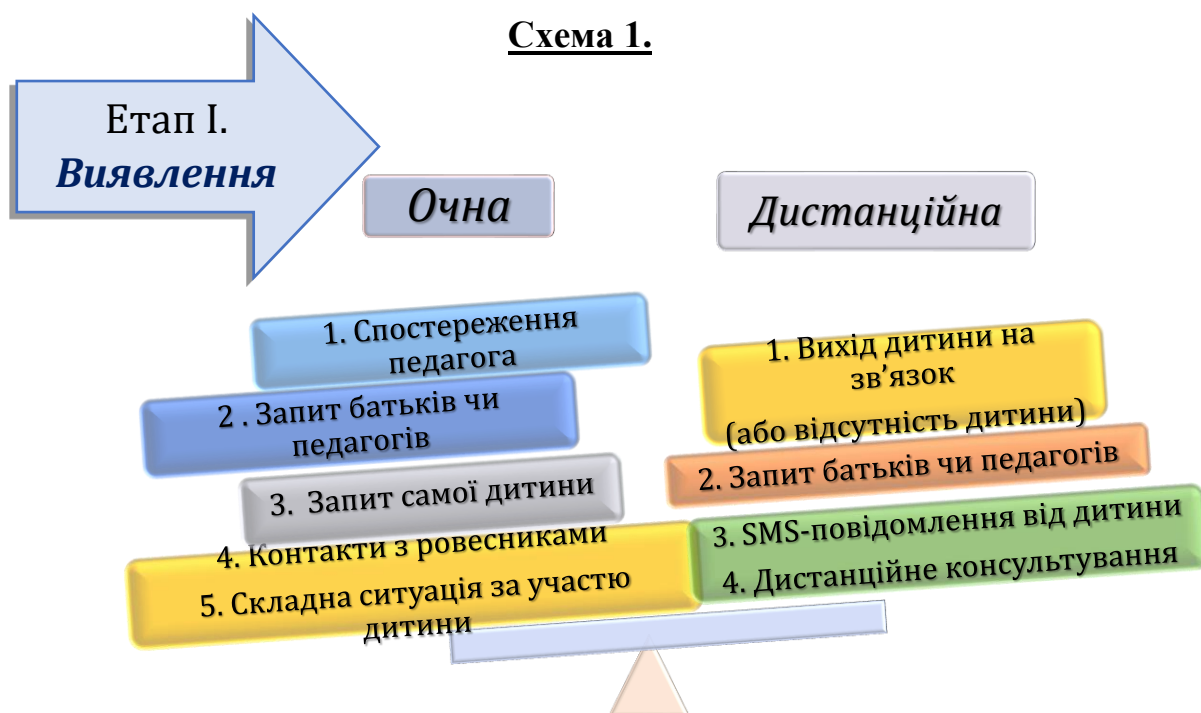 Схема 1.
Етап І.
Виявлення
Очна
Дистанційна
1. Спостереження
педагога
2 . Запит батьків чи
педагогів
3. Запит самої дитини
4. Контакти з ровесниками
5. Складна ситуація за участю
дитини
1. Вихід дитини на
зв’язок
(або відсутність дитини)
2. Запит батьків чи педагогів
3. SMS-повідомлення від дитини
4. Дистанційне консультування